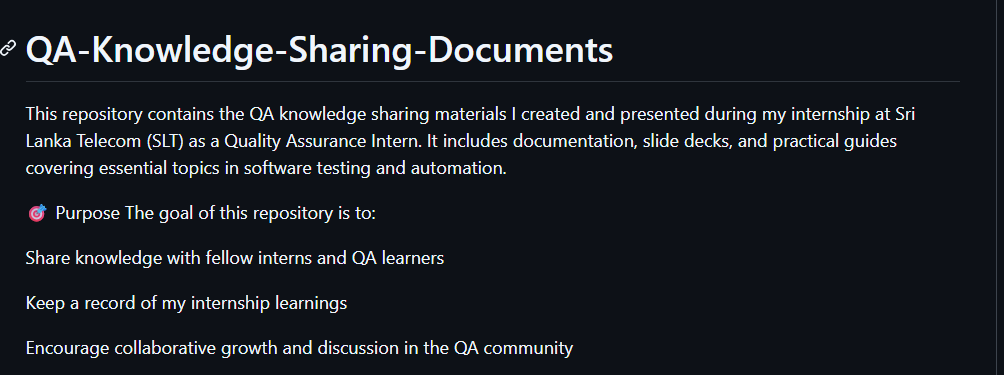 QA-Knowledge-Sharing-Documents
This repository contains the QA knowledge sharing materials I created and presented during my internship at Sri
Lanka Telecom (SLT) as a Quality Assurance Intern. It includes documentation, slide decks, and practical guides
covering essential topics in software testing and automation.
🎯 Purpose The goal of this repository is to:
Share knowledge with fellow interns and QA learners
Keep a record of my internship learnings
Encourage collaborative growth and discussion in the QA community